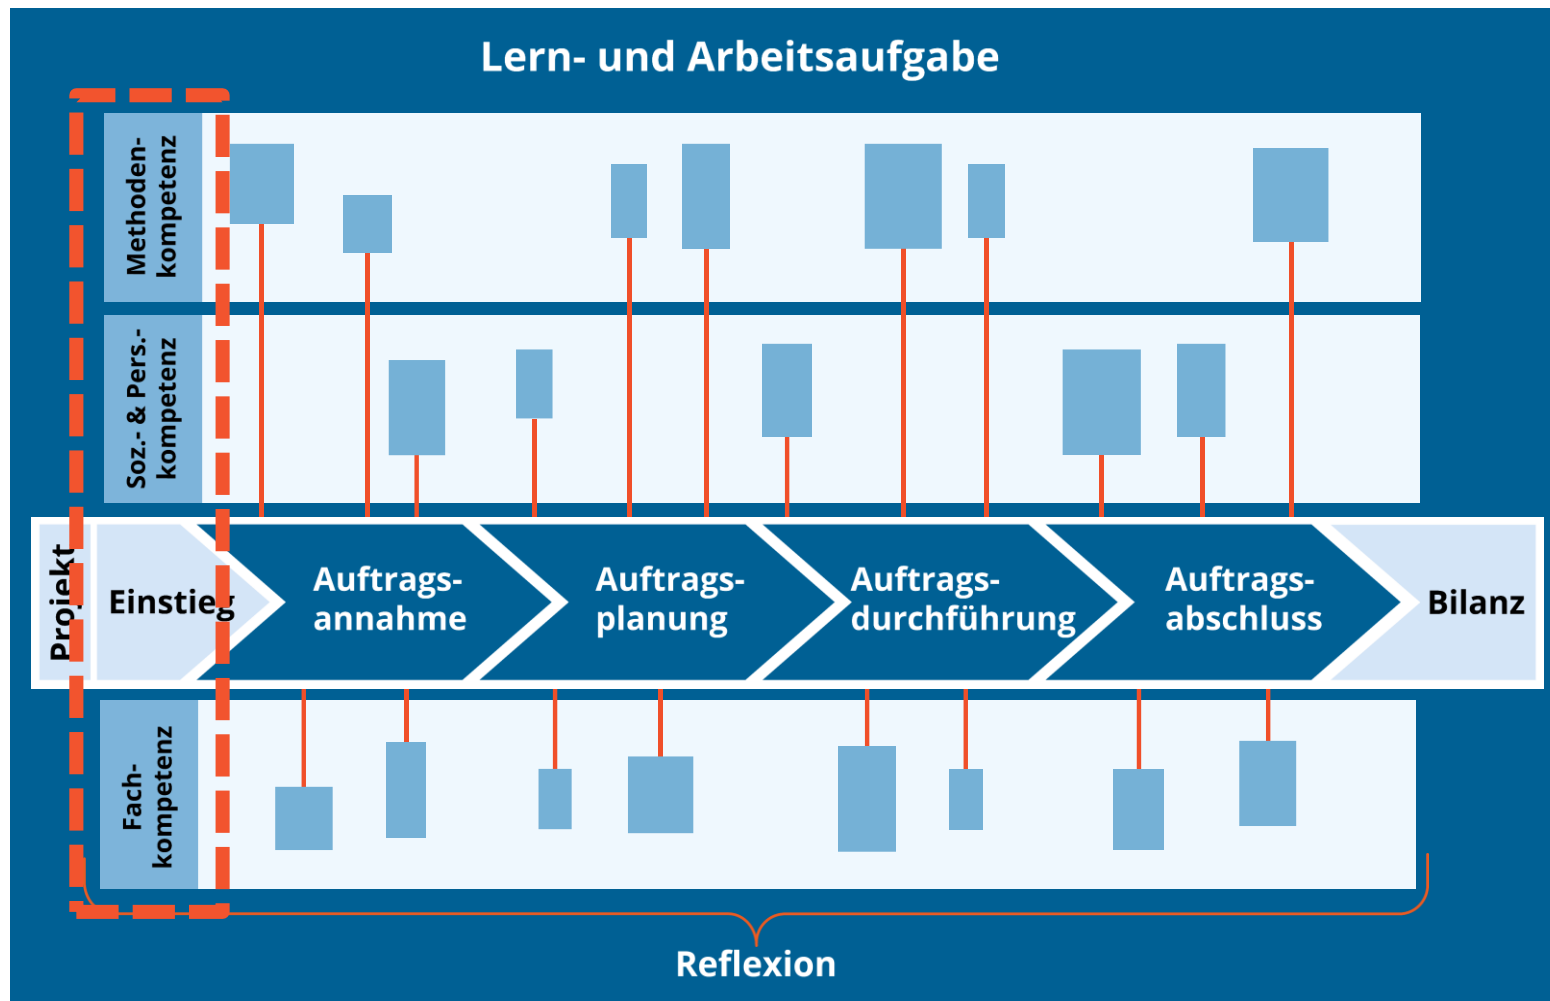 Lern- und Arbeitsaufgabe
Methoden-
kompetenz
Soz.- & Pers.-
kompetenz
Projekt
Einstieg
Auftrags-
annahme
Auftrags-
planung
Auftrags-
durchführung
Auftrags-
abschluss
Bilanz
Fach-
kompetenz
Reflexion